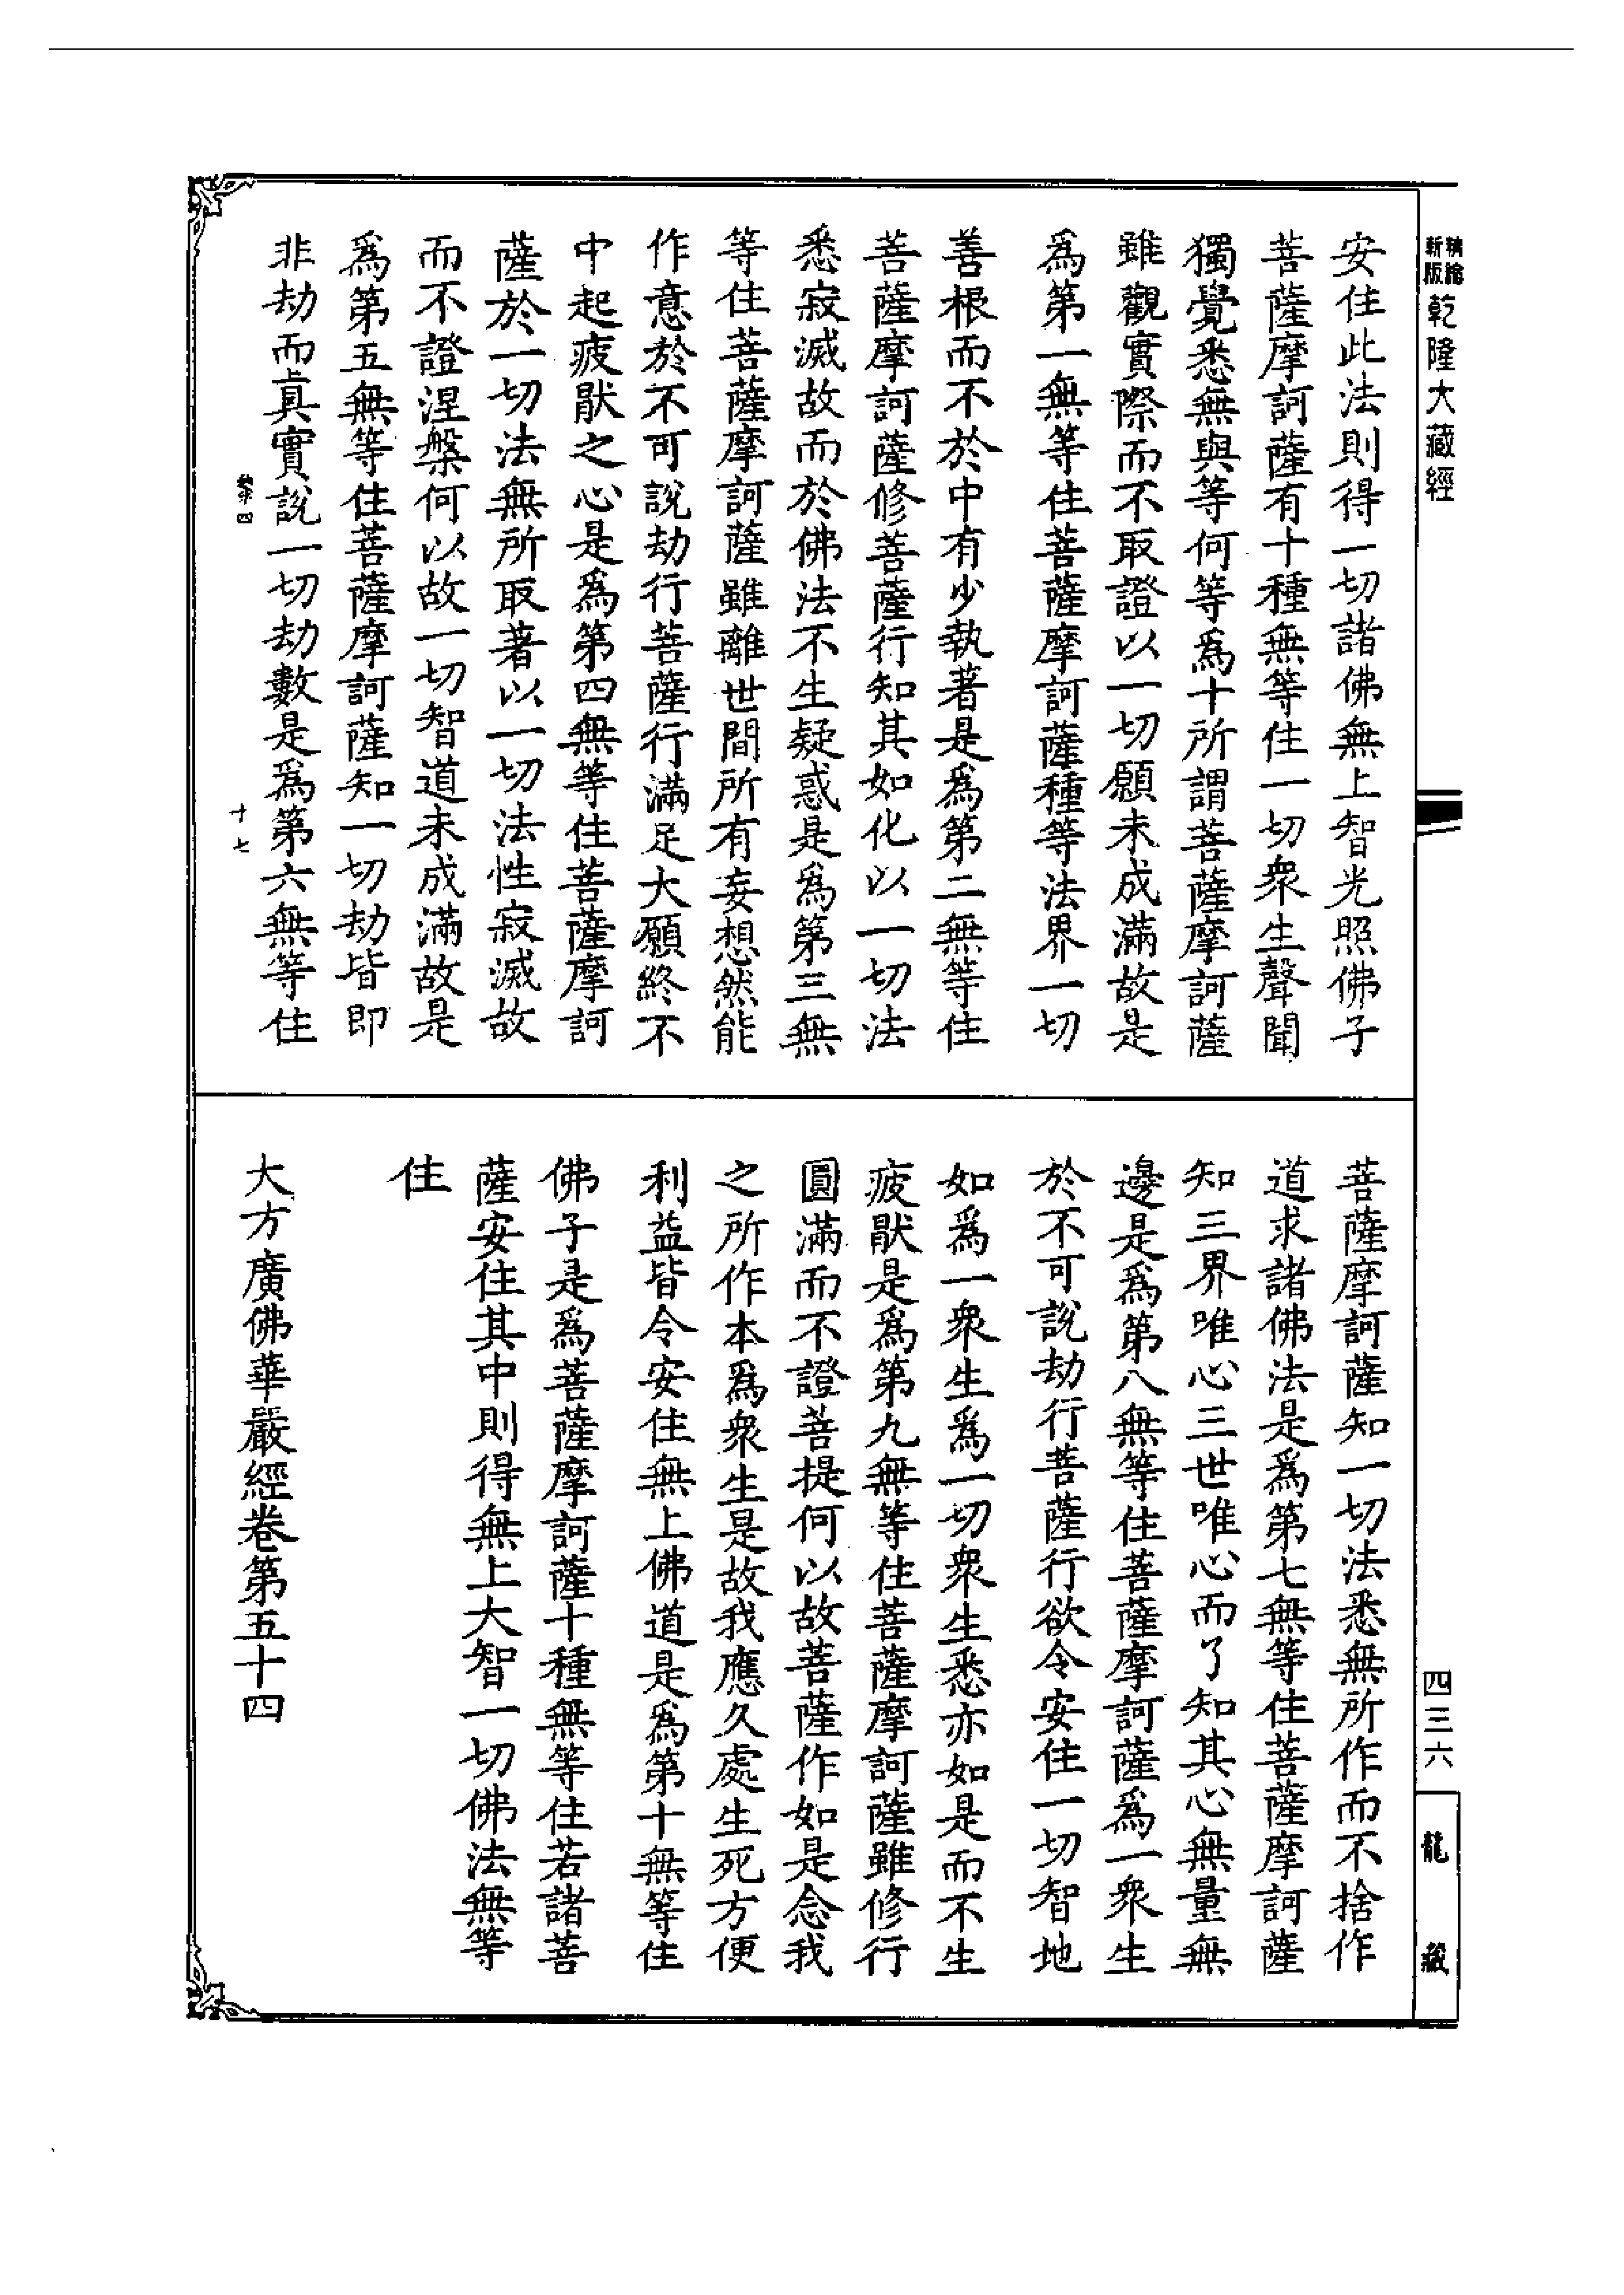 精縮
新版
乾隆大藏經
安住此法則得一切諸佛無上智光照佛子
菩薩摩訶薩有十種無等住一切衆生聲聞
獨覺悉無與等何等爲十所謂菩薩摩訶薩
雖觀實際而不取證以一切願未成滿故是
爲第一無等住菩薩摩訶薩種等法界一切
善根而不於中有少執著是爲第二無等住
菩薩摩訶薩修菩薩行知其如化以一切法
悉寂滅故而於佛法不生疑惑是爲第三無
等住菩薩摩訶薩雖離世間所有妄想然能
作意於不可說劫行菩薩行滿足大願終不
中起疲厭之心是爲第四無等住菩薩摩訶
薩於一切法無所取著以一切法性寂滅故
而不證涅槃何以故一切智道未成滿故是
爲第五無等住菩薩摩訶薩知一切劫皆即
非劫而真實說一切劫數是爲第六無等住
黎四
十七
菩薩摩訶薩知一切法悉無所作而不捨作
道求諸佛法是爲第七無等住菩薩摩訶薩
知三界唯心三世唯心而了知其心無量無
邊是爲第八無等住菩薩摩訶薩爲一衆生
於不可說劫行菩薩行欲令安住一切智地
如爲一衆生爲一切衆生悉亦如是而不生
疲厭是爲第九無等住菩薩摩訶薩雖修行
圓滿而不證菩提何以故菩薩作如是念我
之所作本爲衆生是故我應久處生死方便
利益皆令安住無上佛道是爲第十無等住
佛子是爲菩薩摩訶薩十種無等住若諸菩
薩安住其中則得無上大智一切佛法無等
住
大方廣佛華嚴經卷第五十四
四三六
龍藏